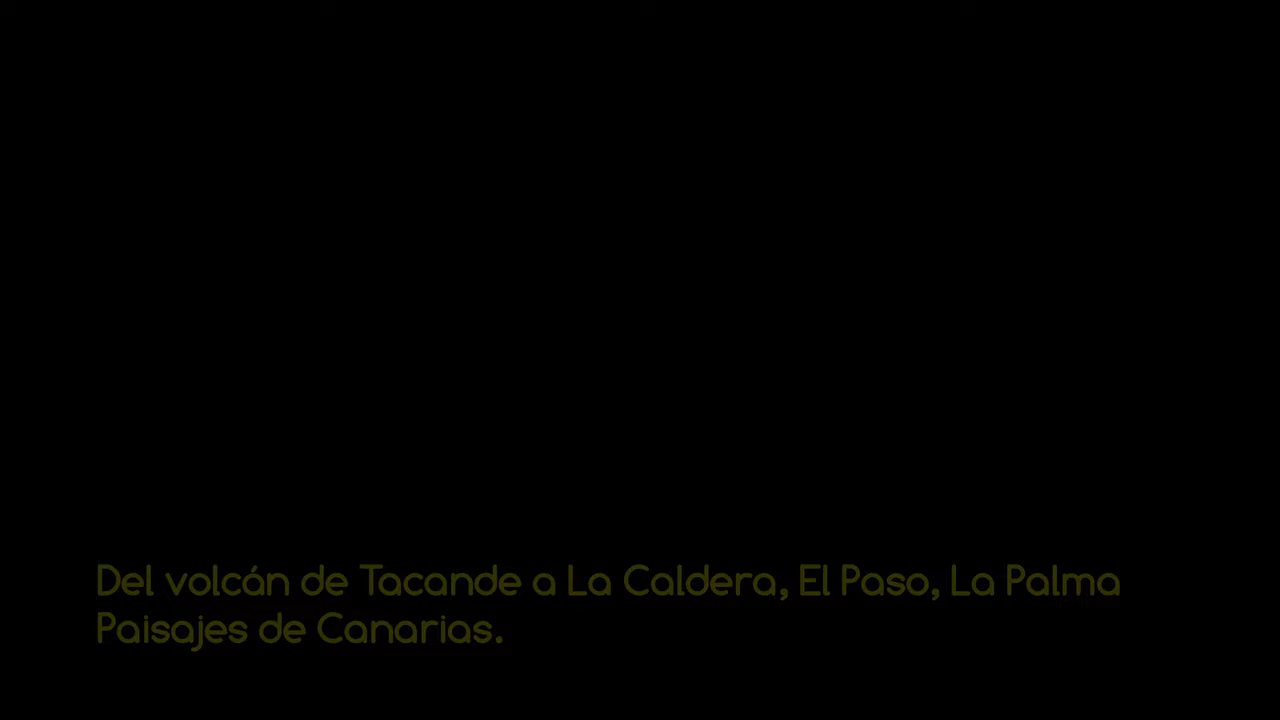 Del volcán de Tacande a La Caldera, El Paso, La Palma
Paisajes de Canarias.